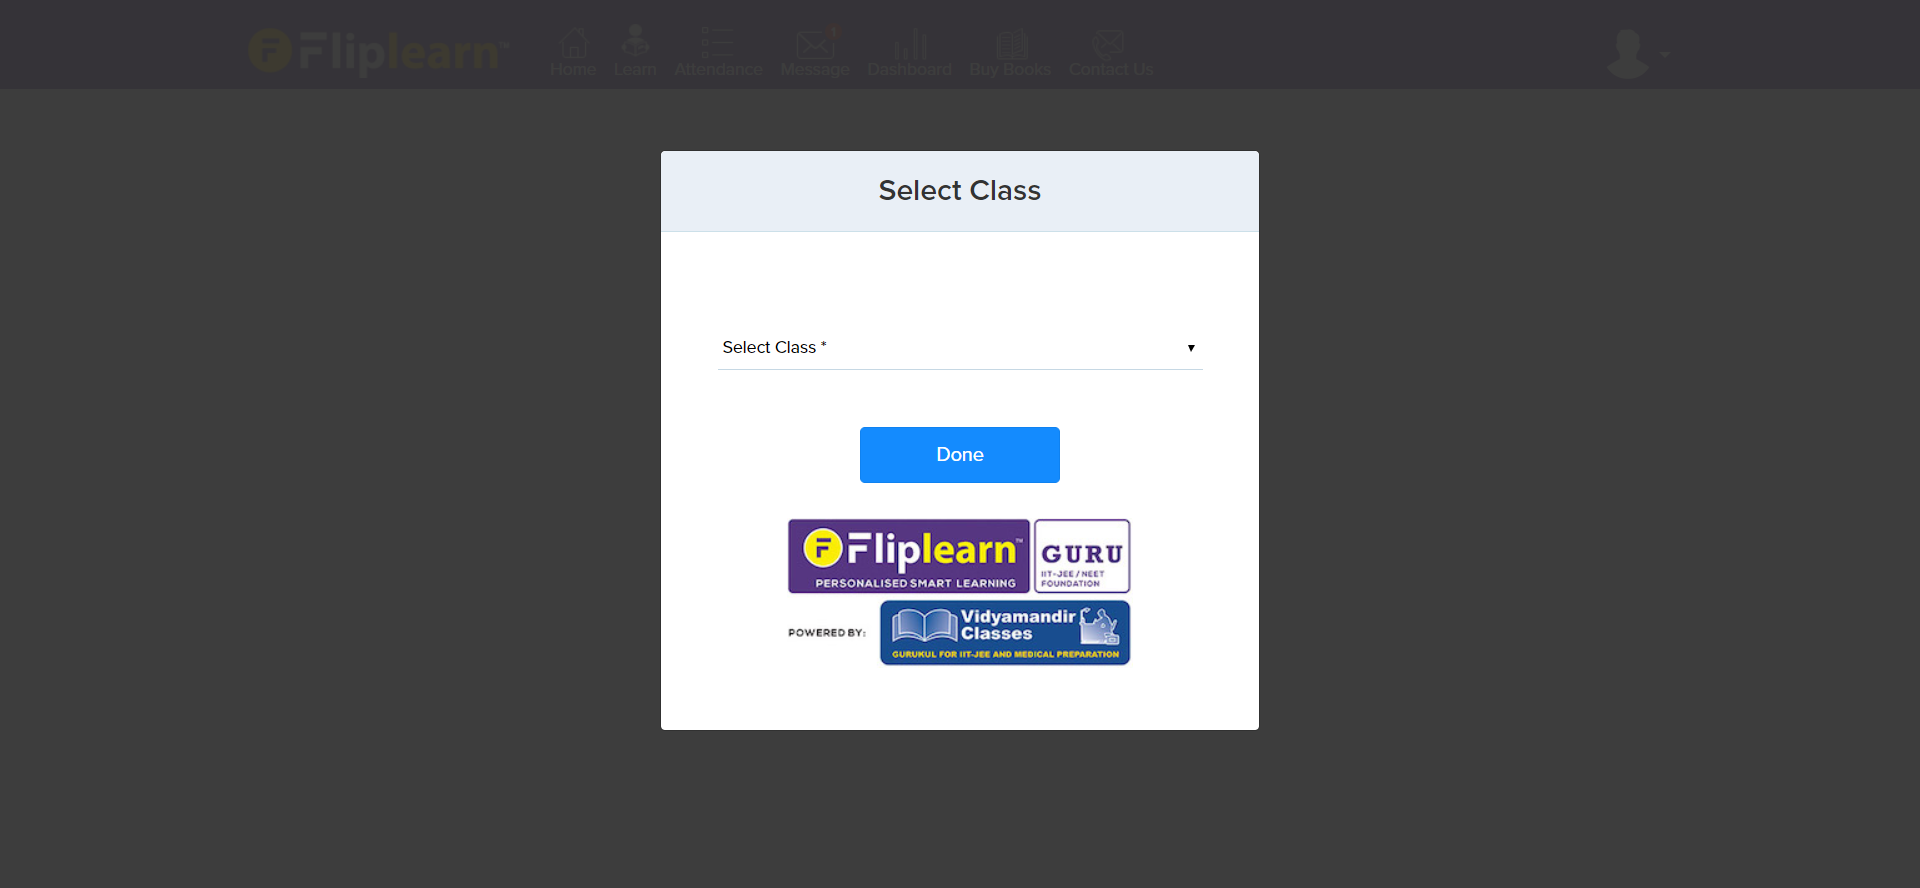 Fliplearn™
Home Learn Attendance Message 1 Dashboard Buy Books Contact Us
Select Class
Select Class *
Done
Fliplearn™
PERSONALISED SMART LEARNING
GURU
IIT-JEE / NEET
FOUNDATION
POWERED BY:
Vidyamandir
Classes
GURUKUL FOR IIT-JEE AND MEDICAL PREPARATION